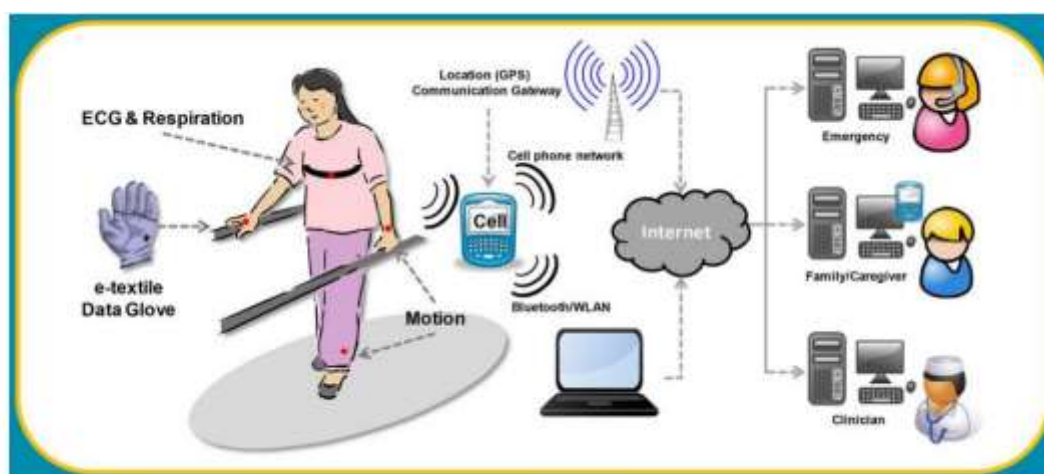 Location (GPS)
Communication Gateway
ECG & Respiration
Cell phone network
Emergency
Cell
Internet
e-textile
Data Glove
Family/Caregiver
Motion
Bluetooth/WLAN
Clinician